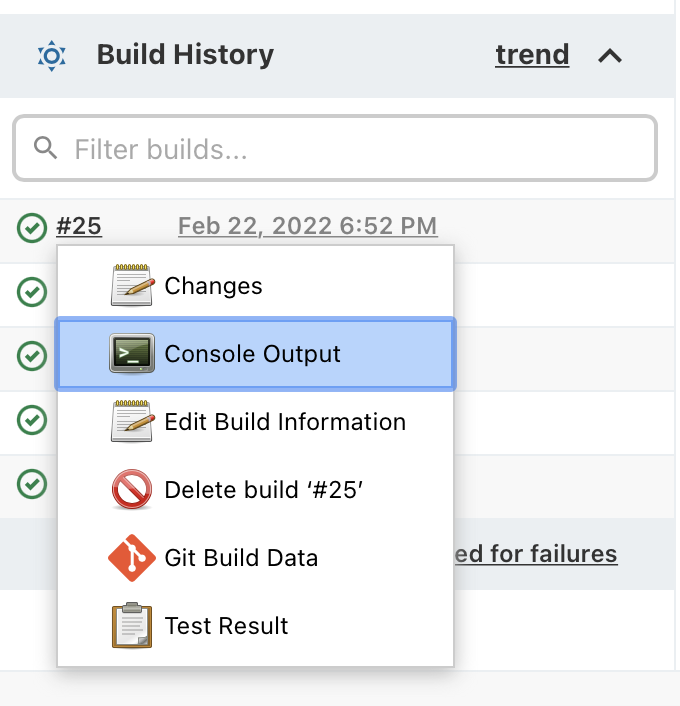 Build History trend
Filter builds...
#25 Feb 22, 2022 6:52 PM
Changes
>_
Console Output
Edit Build Information
Delete build ‘#25’
Git Build Data
ed for failures
Test Result